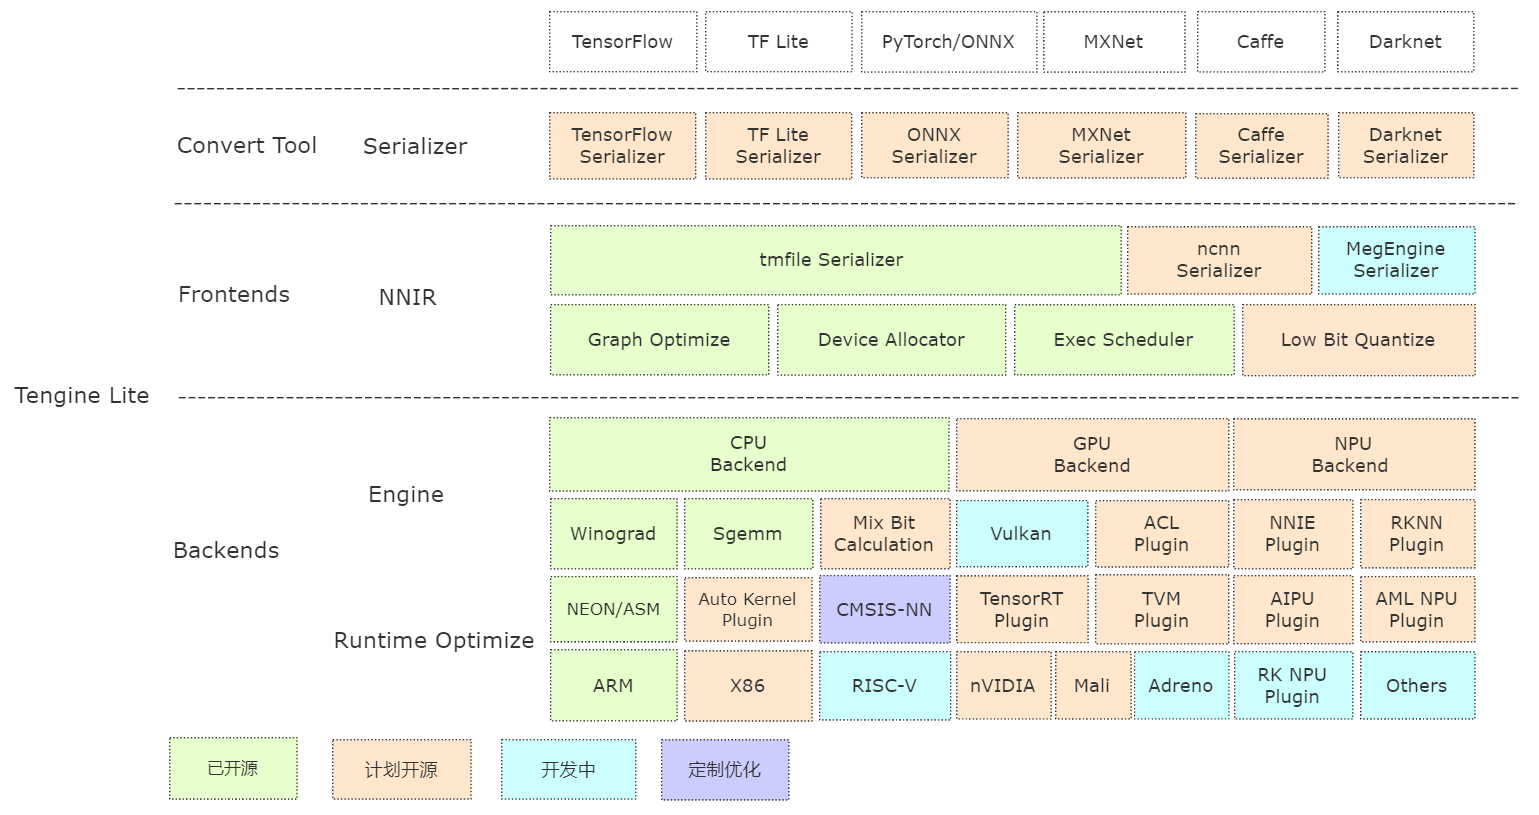 TensorFlow
TF Lite
PyTorch/ONNX
MXNet
Caffe
Darknet
Convert Tool
Serializer
TensorFlow
Serializer
TF Lite
Serializer
ONNX
Serializer
MXNet
Serializer
Caffe
Serializer
Darknet
Serializer
Frontends
NNIR
tmfile Serializer
ncnn
Serializer
MegEngine
Serializer
Graph Optimize
Device Allocator
Exec Scheduler
Low Bit Quantize
Tengine Lite
Backends
Engine
Runtime Optimize
CPU
Backend
GPU
Backend
NPU
Backend
Winograd
Sgemm
Mix Bit
Calculation
Vulkan
ACL
Plugin
NNIE
Plugin
RKNN
Plugin
NEON/ASM
Auto Kernel
Plugin
CMSIS-NN
TensorRT
Plugin
TVM
Plugin
AIPU
Plugin
AML NPU
Plugin
ARM
X86
RISC-V
nVIDIA
Mali
Adreno
RK NPU
Plugin
Others
已开源
计划开源
开发中
定制优化